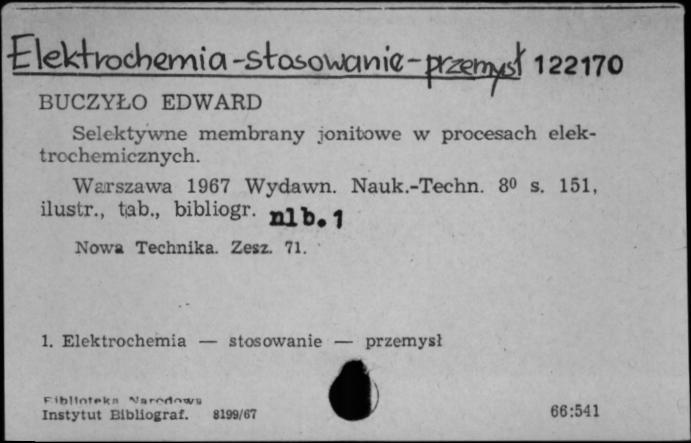 Elektrochemia-stosowanie-przemysł 122170
BUCZYŁO EDWARD
Selektywne membrany jonitowe w procesach elek-
trochemicznych.
Warszawa 1967 Wydawn. Nauk.-Techn. 8⁰ s. 151,
ilustr., tab., bibliogr. nlb. 1
Nowa Technika. Zesz. 71.
1. Elektrochemia — stosowanie — przemysł
Biblioteka Narodowa
Instytut Bibliograf. 8199/67 66:541